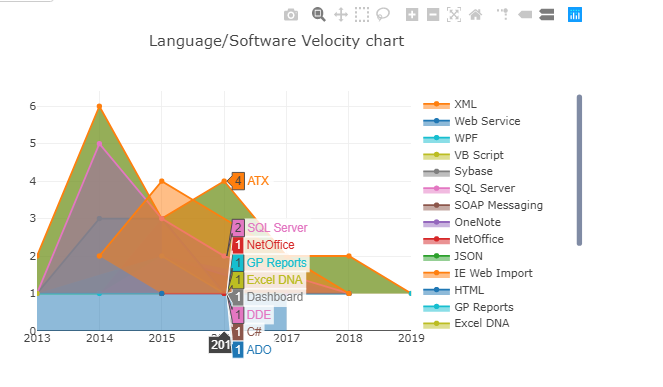 Language/Software Velocity chart
6
5
4
3
2
1
0
2013
2014
2015
2017
2018
2019
201
4 ATX
2 SQL Server
1 NetOffice
1 GP Reports
1 Excel DNA
1 Dashboard
1 DDE
1 C#
1 ADO
XML
Web Service
WPF
VB Script
Sybase
SQL Server
SOAP Messaging
OneNote
NetOffice
JSON
IE Web Import
HTML
GP Reports
Excel DNA